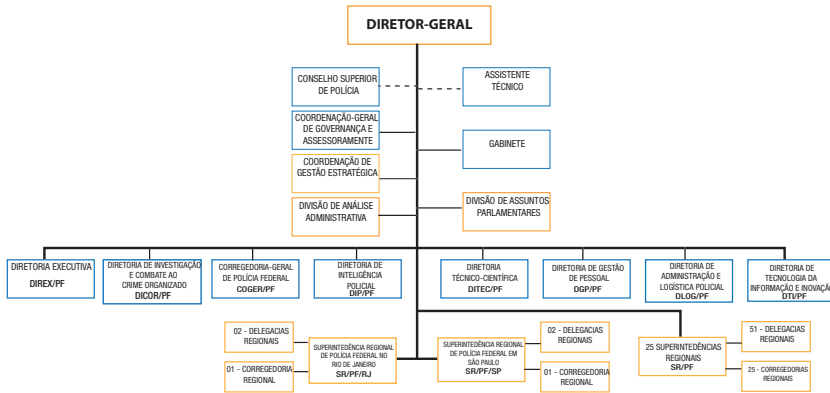 DIRETOR-GERAL
CONSELHO SUPERIOR
DE POLÍCIA
ASSISTENTE
TÉCNICO
COORDENAÇÃO-GERAL
DE GOVERNANÇA E
ASSESSORAMENTE
GABINETE
COORDENAÇÃO DE
GESTÃO ESTRATÉGICA
DIVISÃO DE ANÁLISE
ADMINISTRATIVA
DIVISÃO DE ASSUNTOS
PARLAMENTARES
DIRETORIA EXECUTIVA
DIREX/PF
DIRETORIA DE INVESTIGAÇÃO
E COMBATE AO
CRIME ORGANIZADO
DICOR/PF
CORREGEDORIA-GERAL
DE POLÍCIA FEDERAL
COGER/PF
DIRETORIA DE
INTELIGÊNCIA
POLICIAL
DIP/PF
DIRETORIA
TÉCNICO-CIENTÍFICA
DITEC/PF
DIRETORIA DE GESTÃO
DE PESSOAL
DGP/PF
DIRETORIA DE
ADMINISTRAÇÃO E
LOGÍSTICA POLICIAL
DLOG/PF
DIRETORIA DE
TECNOLOGIA DA
INFORMAÇÃO E INOVAÇÃO
DTI/PF
02 - DELEGACIAS
REGIONAIS
01 - CORREGEDORIA
REGIONAL
SUPERINTEDÊNCIA REGIONAL
DE POLÍCIA FEDERAL NO
RIO DE JANEIRO
SR/PF/RJ
SUPERINTEDÊNCIA REGIONAL
DE POLÍCIA FEDERAL EM
SÃO PAULO
SR/PF/SP
02 - DELEGACIAS
REGIONAIS
01 - CORREGEDORIA
REGIONAL
25 SUPERINTEDÊNCIAS
REGIONAIS
SR/PF
51 - DELEGACIAS
REGIONAIS
25 - CORREGEDORIAS
REGIONAIS